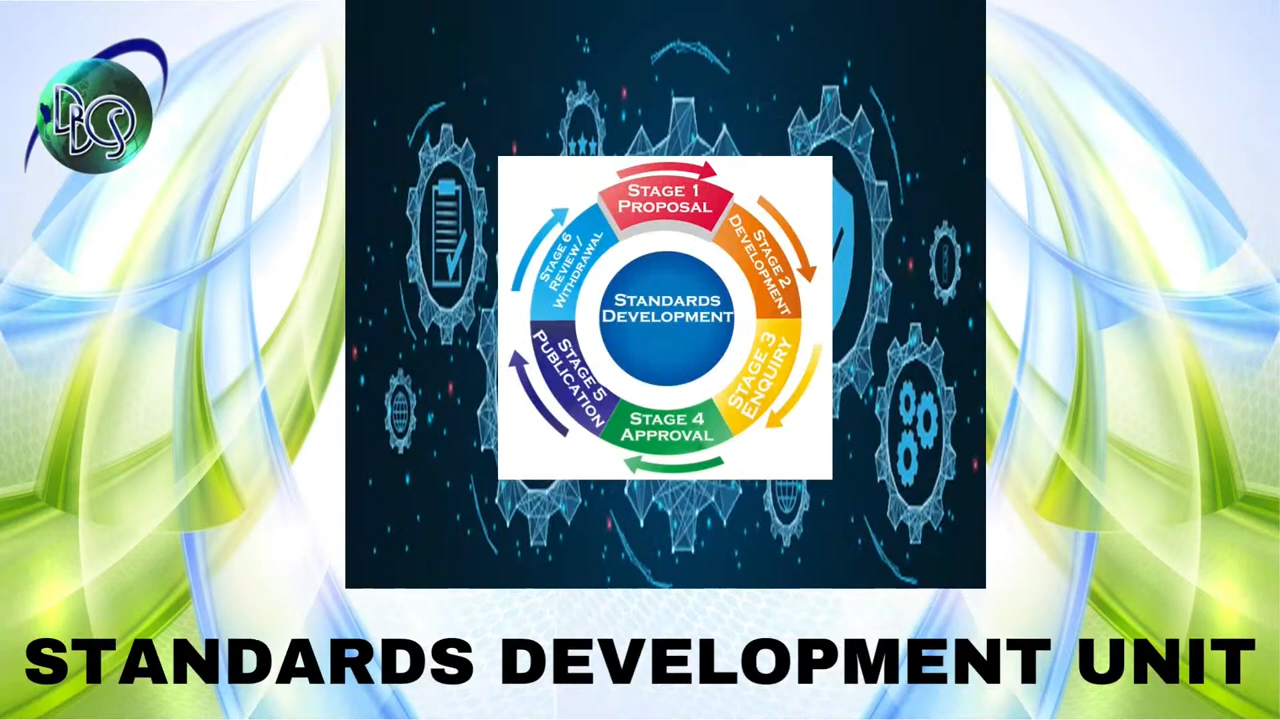 DBOS
STAGE 1
PROPOSAL
STAGE 2
DEVELOPMENT
STAGE 3
ENQUIRY
STAGE 4
APPROVAL
STAGE 5
PUBLICATION
STAGE 6
REVIEW/
WITHDRAWAL
STANDARDS
DEVELOPMENT
STANDARDS DEVELOPMENT UNIT